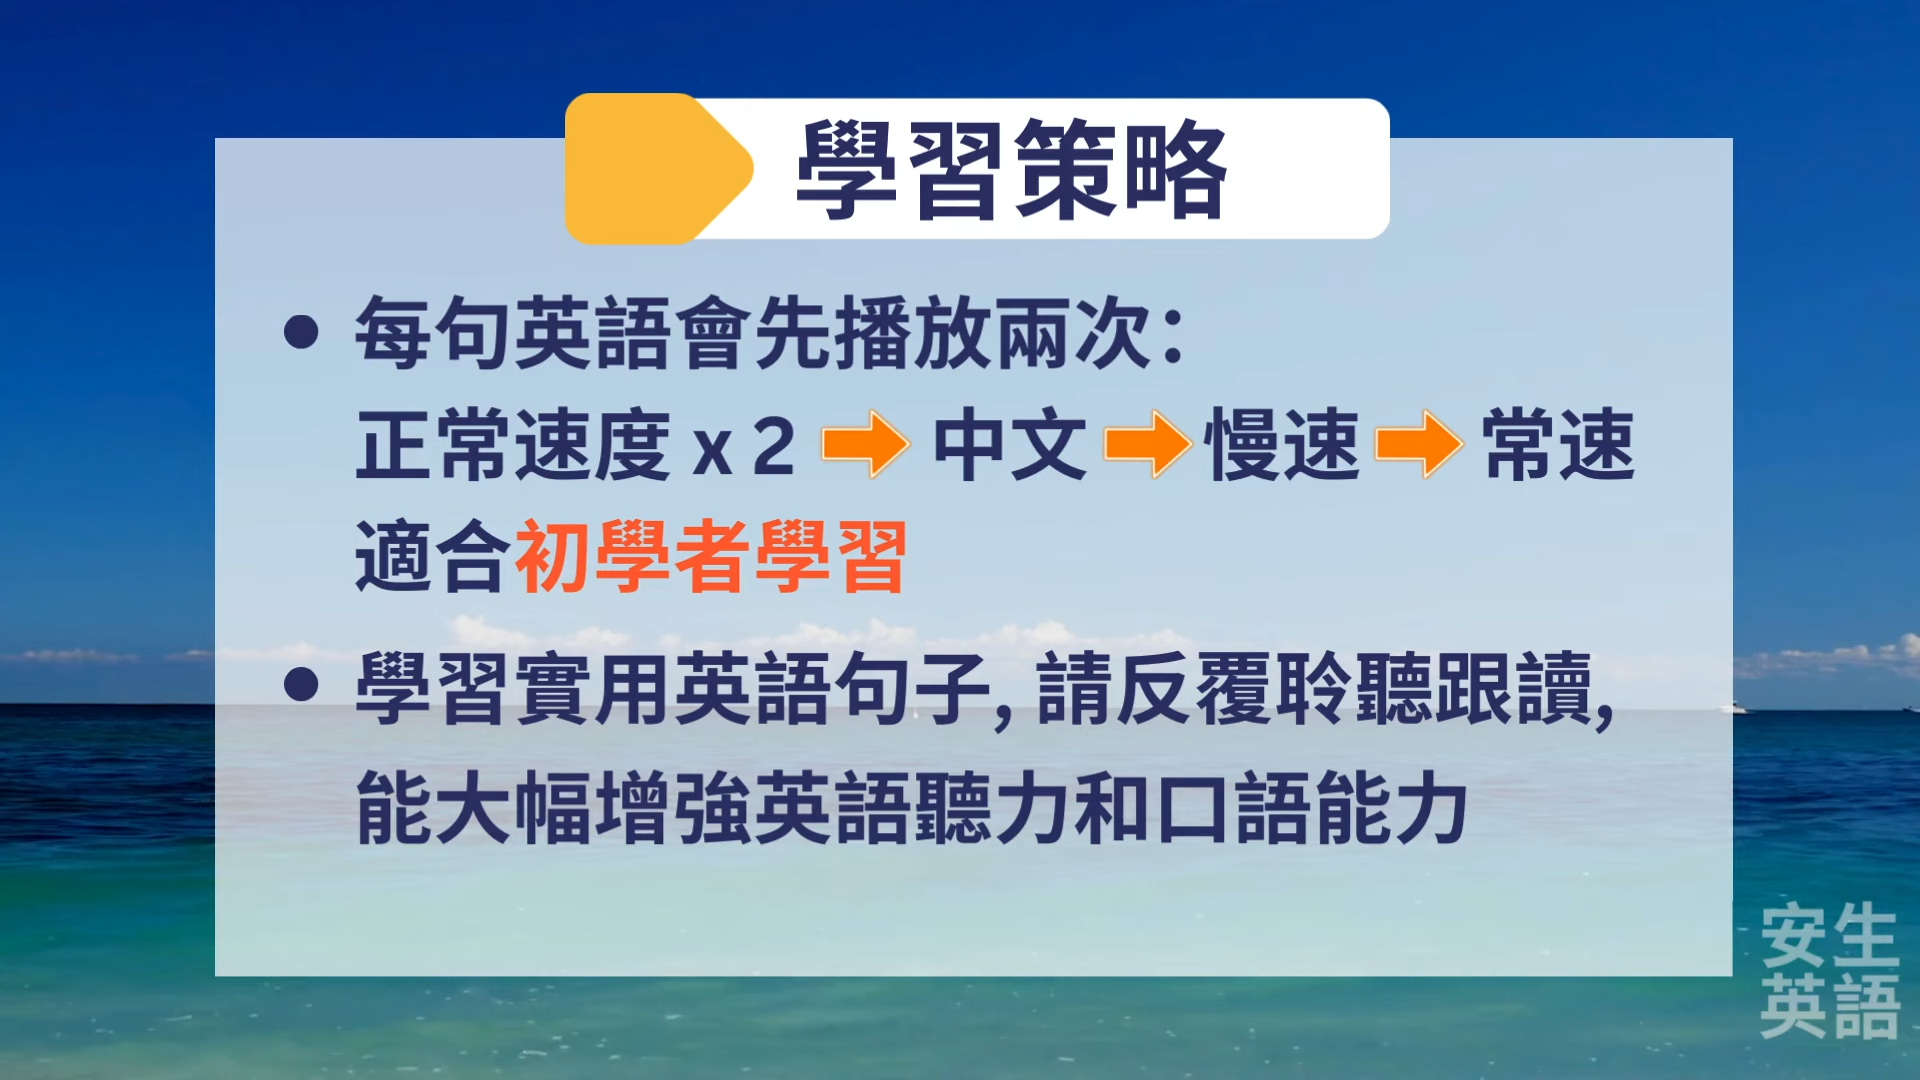 學習策略
• 每句英語會先播放兩次：
正常速度 x 2 ➡ 中文 ➡ 慢速 ➡ 常速
適合初學者學習
• 學習實用英語句子, 請反覆聆聽跟讀,
能大幅增強英語聽力和口語能力
安生
英語